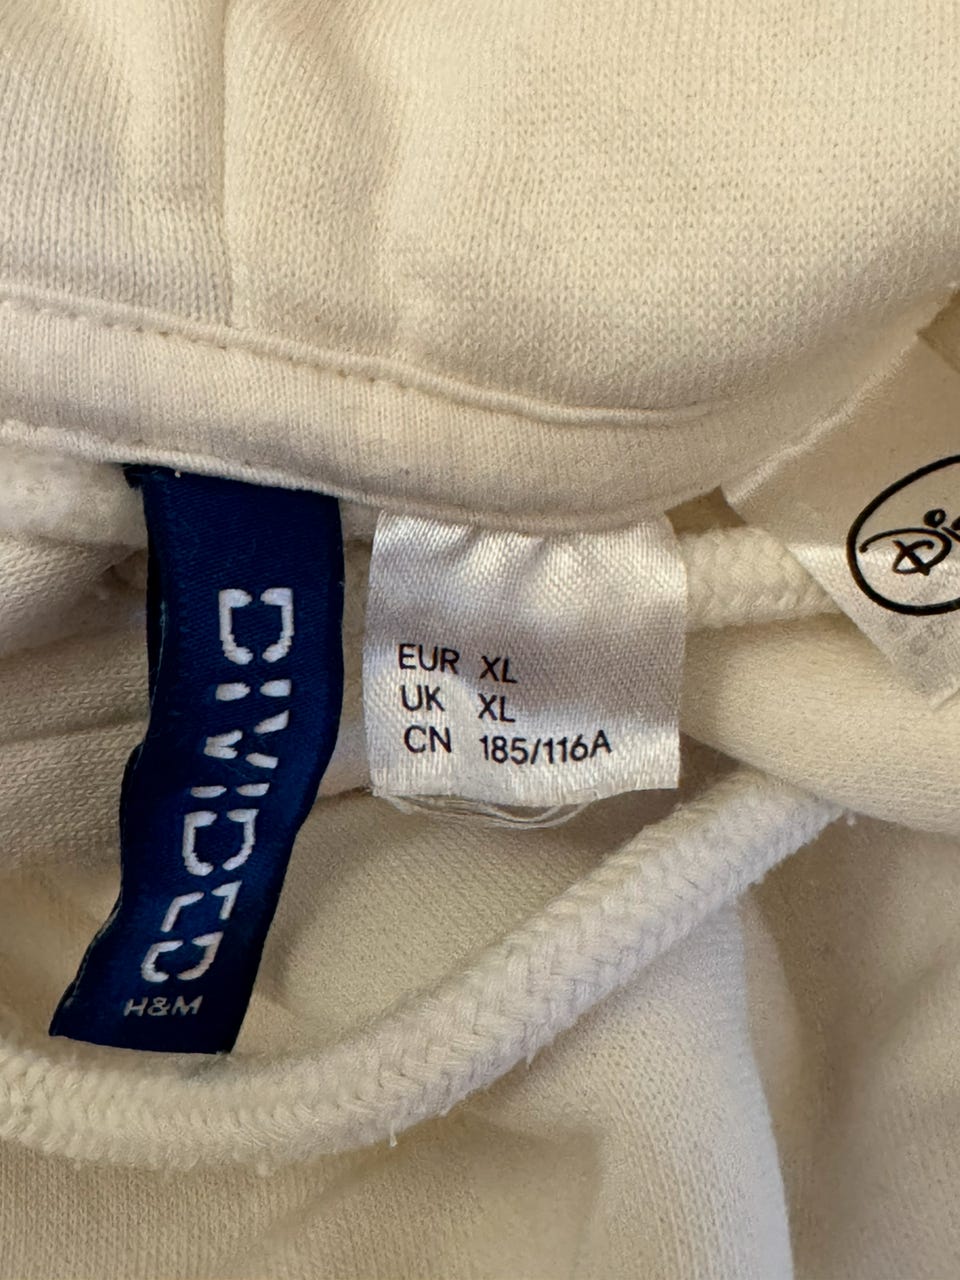 DIVIDED
H&M
EUR XL
UK XL
CN 185/116A